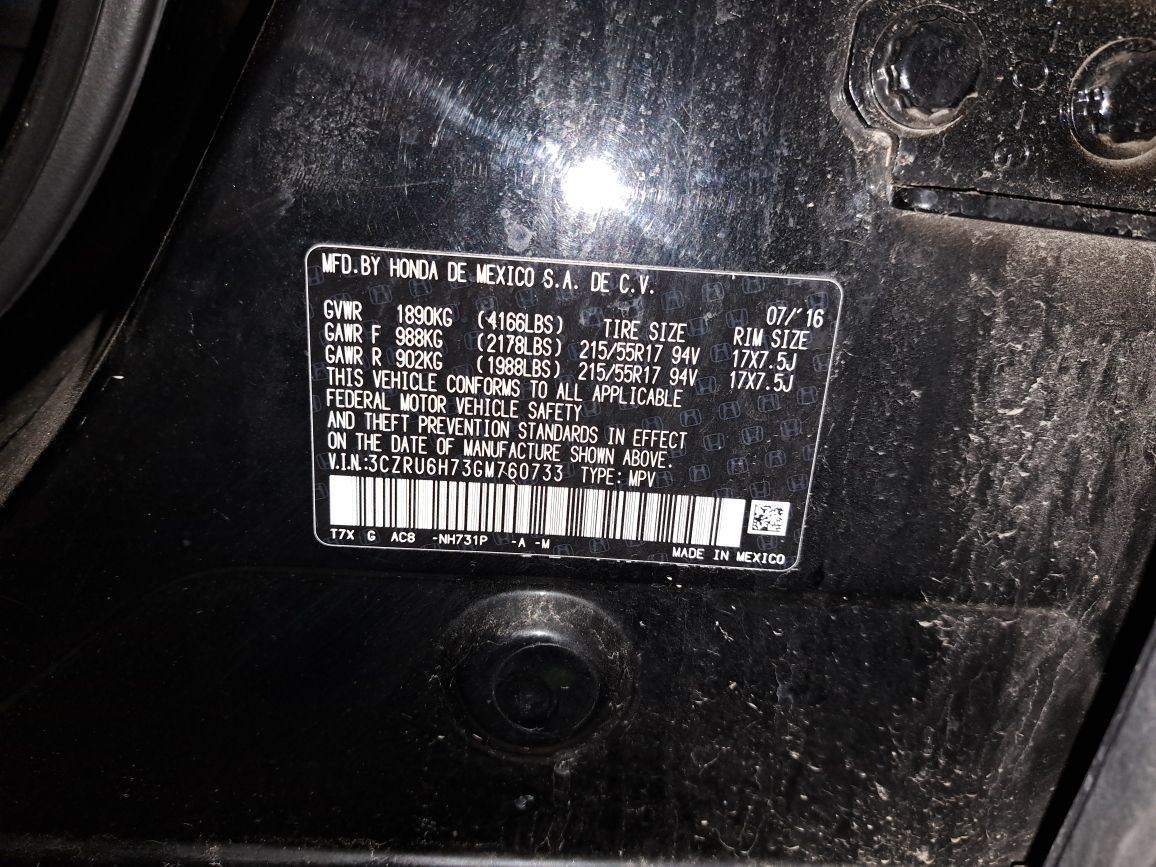 MFD.BY HONDA DE MEXICO S.A. DE C.V.
07/'16
GVWR 1890KG (4166LBS) TIRE SIZE RIM SIZE
GAWR F 988KG (2178LBS) 215/55R17 94V 17X7.5J
GAWR R 902KG (1988LBS) 215/55R17 94V 17X7.5J
THIS VEHICLE CONFORMS TO ALL APPLICABLE
FEDERAL MOTOR VEHICLE SAFETY
AND THEFT PREVENTION STANDARDS IN EFFECT
ON THE DATE OF MANUFACTURE SHOWN ABOVE.
V.I.N.:3CZRU6H73GM760733 TYPE: MPV
T7X G AC8 -NH731P -A -M
MADE IN MEXICO